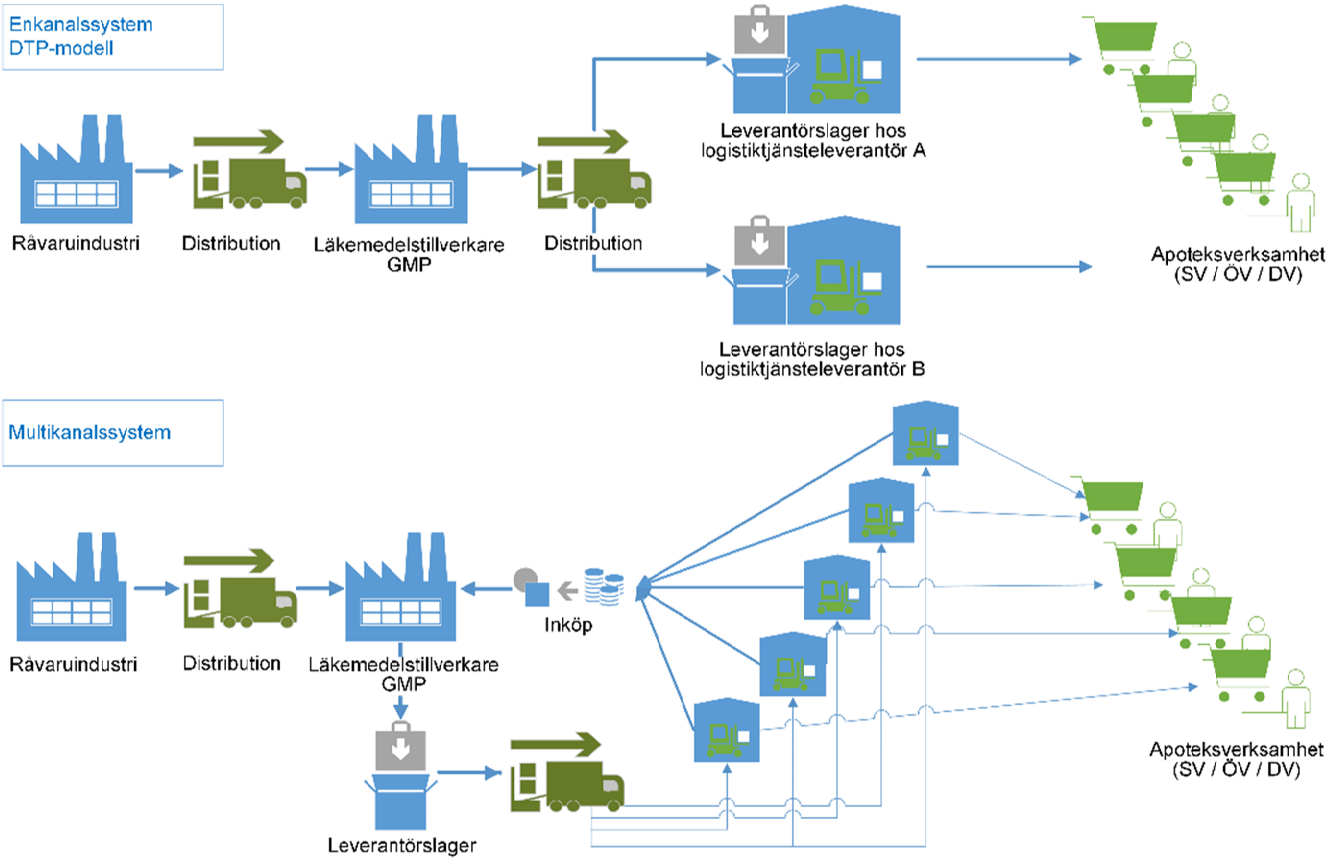 Enkanalssystem
DTP-modell
Råvaruindustri
Distribution
Läkemedelstillverkare
GMP
Distribution
Leverantörslager hos
logistiktjänsteleverantör A
Leverantörslager hos
logistiktjänsteleverantör B
Apoteksverksamhet
(SV / ÖV / DV)
Multikanalssystem
Råvaruindustri
Distribution
Läkemedelstillverkare
GMP
Inköp
Leverantörslager
Apoteksverksamhet
(SV / ÖV / DV)